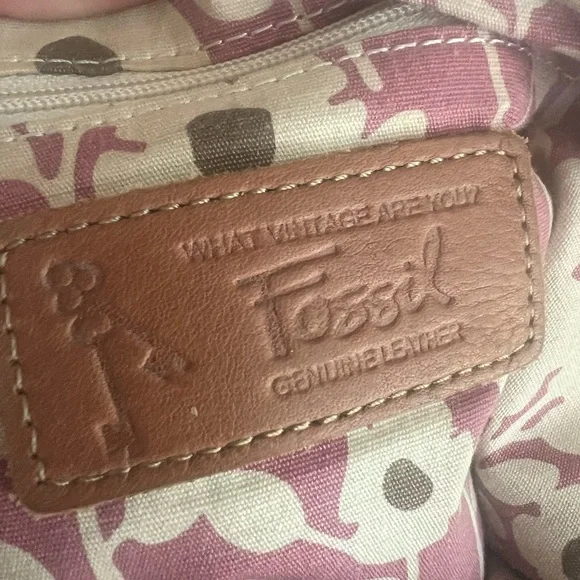 WHAT VINTAGE ARE YOU?
Fossil
GENUINE LEATHER